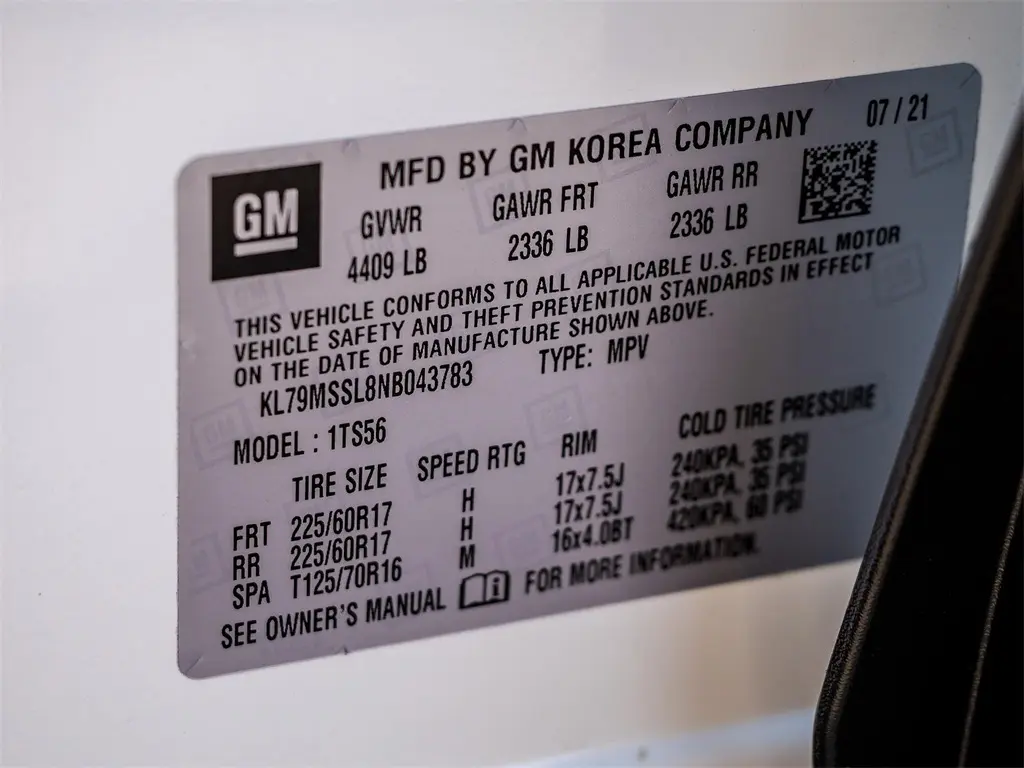 GM
MFD BY GM KOREA COMPANY 07 / 21
GVWR GAWR FRT GAWR RR
4409 LB 2336 LB 2336 LB
THIS VEHICLE CONFORMS TO ALL APPLICABLE U.S. FEDERAL MOTOR
VEHICLE SAFETY AND THEFT PREVENTION STANDARDS IN EFFECT
ON THE DATE OF MANUFACTURE SHOWN ABOVE.
KL79MSSL8NB043783 TYPE: MPV
MODEL : 1TS56
TIRE SIZE SPEED RTG RIM COLD TIRE PRESSURE
FRT 225/60R17 H 17x7.5J 240KPA, 35 PSI
RR 225/60R17 H 17x7.5J 240KPA, 35 PSI
SPA T125/70R16 M 16x4.0BT 420KPA, 60 PSI
SEE OWNER'S MANUAL FOR MORE INFORMATION.